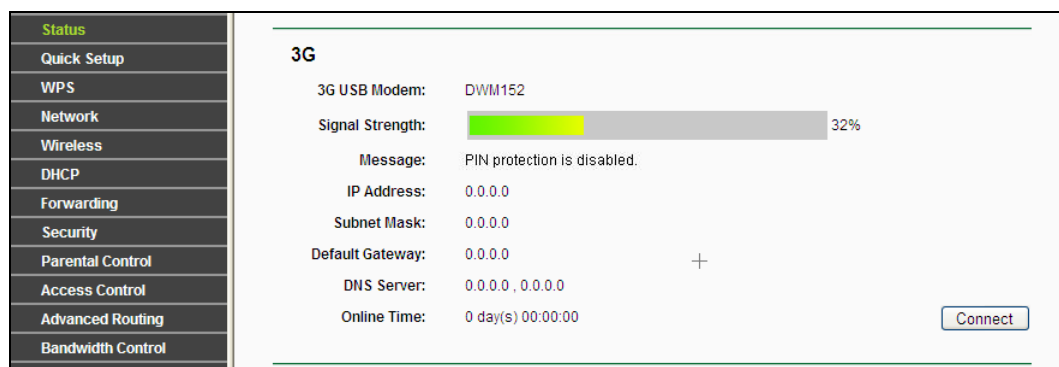 Status
Quick Setup
WPS
Network
Wireless
DHCP
Forwarding
Security
Parental Control
Access Control
Advanced Routing
Bandwidth Control
3G
3G USB Modem: DWM152
Signal Strength: 32%
Message: PIN protection is disabled.
IP Address: 0.0.0.0
Subnet Mask: 0.0.0.0
Default Gateway: 0.0.0.0
DNS Server: 0.0.0.0 , 0.0.0.0
Online Time: 0 day(s) 00:00:00 Connect